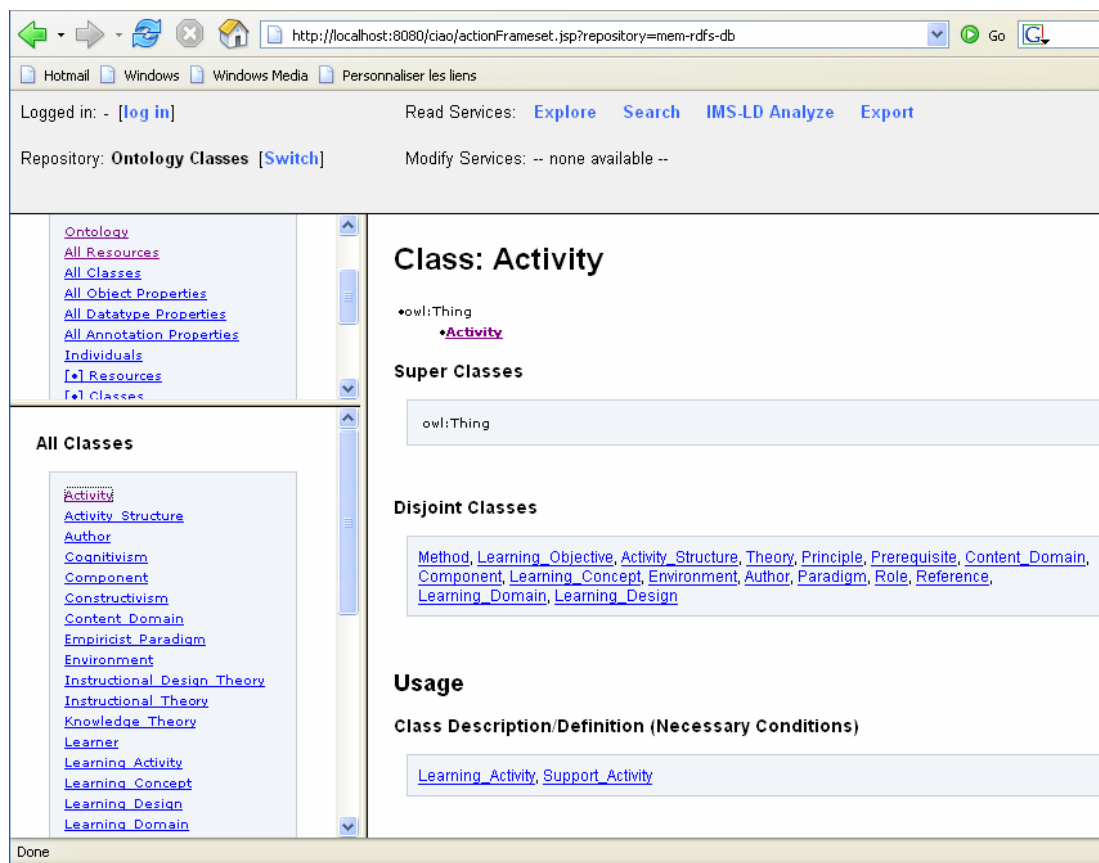 http://localhost:8080/ciao/actionFrameset.jsp?repository=mem-rdfs-db
Go
G
Hotmail Windows Windows Media Personnaliser les liens
Logged in: - [log in]
Read Services: Explore Search IMS-LD Analyze Export
Repository: Ontology Classes [Switch]
Modify Services: -- none available --
Ontology
All Resources
All Classes
All Object Properties
All Datatype Properties
All Annotation Properties
Individuals
[•] Resources
[•] Classes
All Classes
Activity
Activity_Structure
Author
Cognitivism
Component
Constructivism
Content_Domain
Empiricist_Paradigm
Environment
Instructional_Design_Theory
Instructional_Theory
Knowledge_Theory
Learner
Learning_Activity
Learning_Concept
Learning_Design
Learning_Domain
Class: Activity
•owl:Thing
•Activity
Super Classes
owl:Thing
Disjoint Classes
Method, Learning_Objective, Activity_Structure, Theory, Principle, Prerequisite, Content_Domain,
Component, Learning_Concept, Environment, Author, Paradigm, Role, Reference,
Learning_Domain, Learning_Design
Usage
Class Description/Definition (Necessary Conditions)
Learning_Activity, Support_Activity
Done